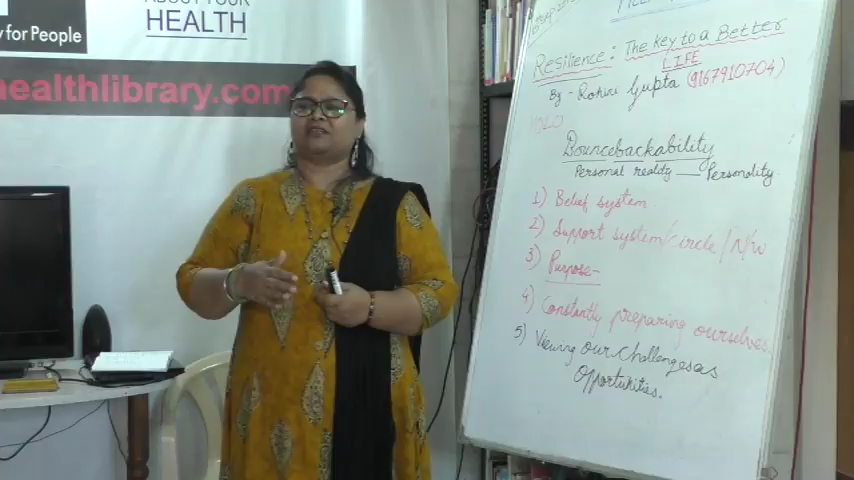 ABOUT YOUR
HEALTH
y for People
healthlibrary.com
Resilience: The key to a Better
LIFE
By - Rohini Gupta (9167910704)
Bouncebackability
Personal reality — Personality
1) Belief system.
2) Support system/circle/N/w
3) Purpose-
4) Constantly preparing ourselves.
5) Viewing our challenges as
Opportunities.